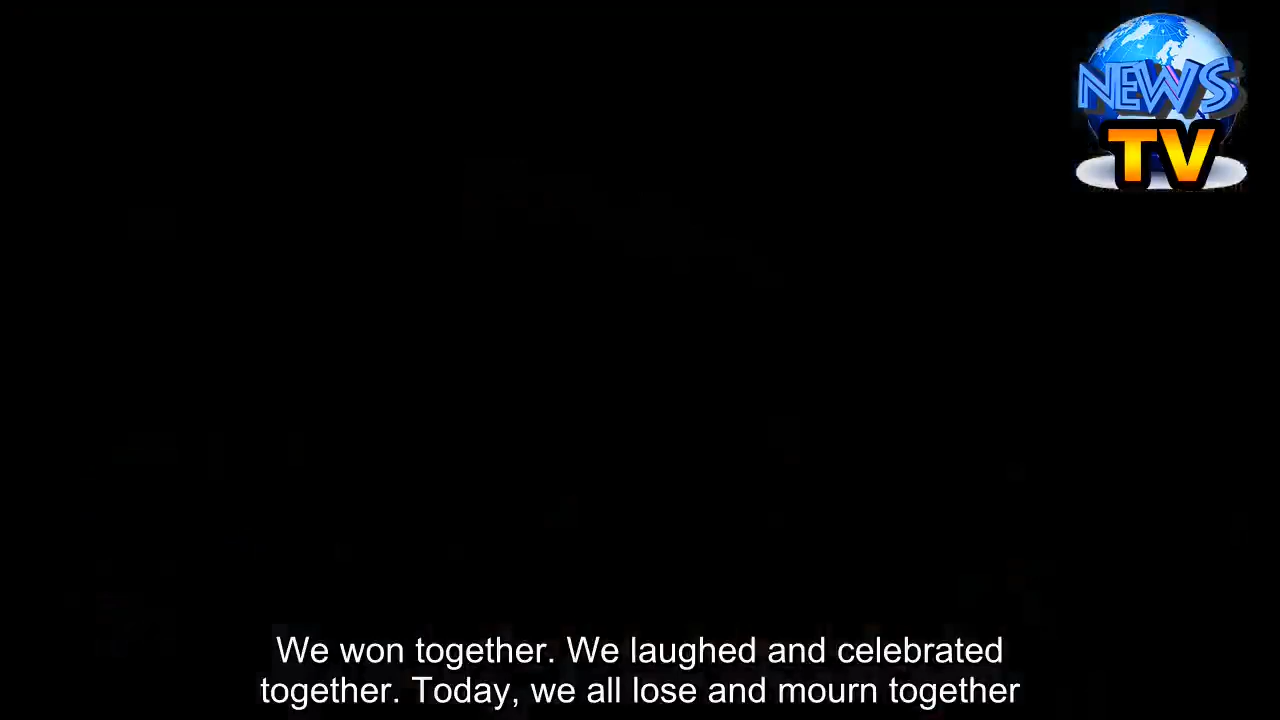 NEWS
TV
We won together. We laughed and celebrated
together. Today, we all lose and mourn together